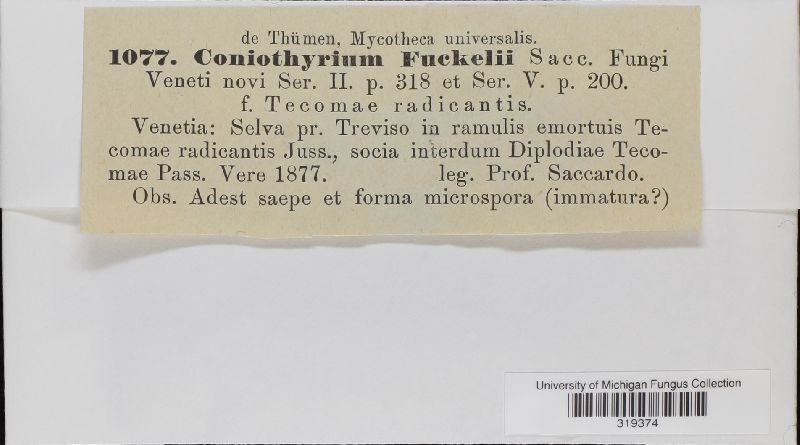 de Thümen, Mycotheca universalis.
1077. Coniothyrium Fuckelii Sacc. Fungi
Veneti novi Ser. II. p. 318 et Ser. V. p. 200.
f. Tecomae radicantis.
Venetia: Selva pr. Treviso in ramulis emortuis Te-
comae radicantis Juss., socia interdum Diplodiae Teco-
mae Pass. Vere 1877. leg. Prof. Saccardo.
Obs. Adest saepe et forma microspora (immatura?)
University of Michigan Fungus Collection
319374